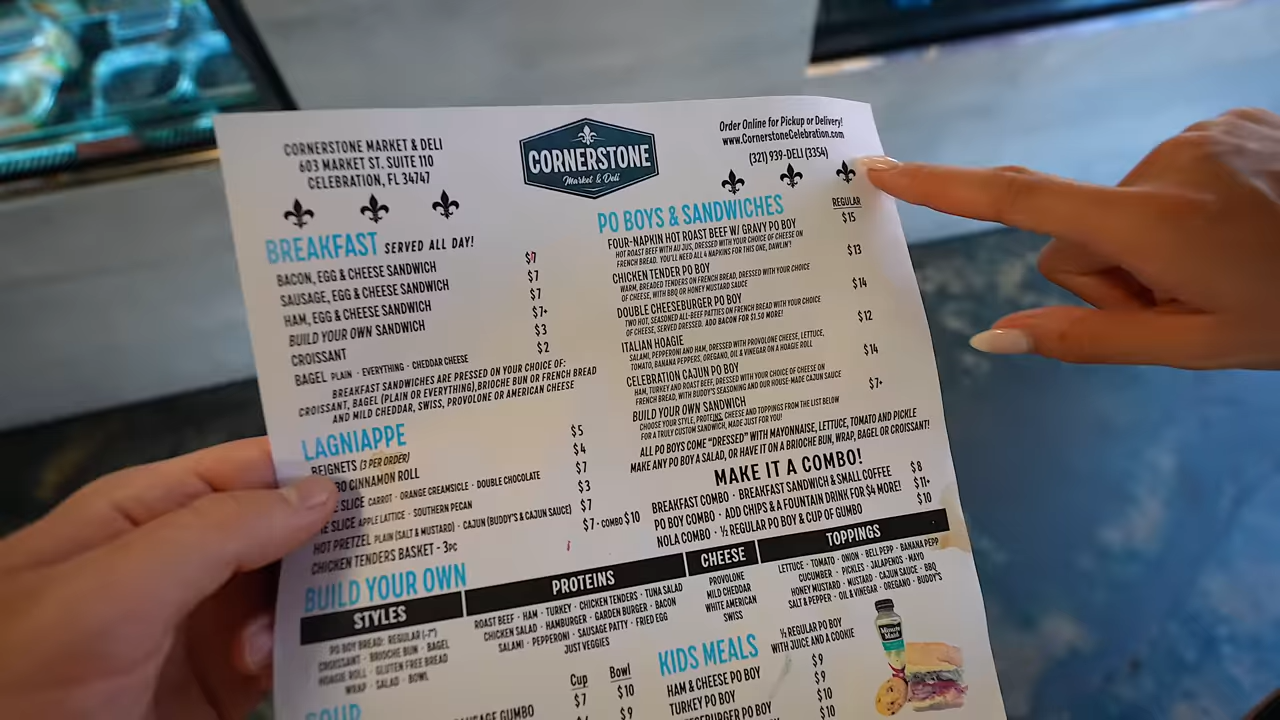 CORNERSTONE MARKET & DELI
603 MARKET ST. SUITE 110
CELEBRATION, FL 34747
CORNERSTONE
Market & Deli
Order Online for Pickup or Delivery!
www.CornerstoneCelebration.com
(321) 939-DELI (3354)
BREAKFAST SERVED ALL DAY!
BACON, EGG & CHEESE SANDWICH $7
SAUSAGE, EGG & CHEESE SANDWICH $7
HAM, EGG & CHEESE SANDWICH $7
BUILD YOUR OWN SANDWICH $7+
CROISSANT $3
BAGEL PLAIN · EVERYTHING · CHEDDAR CHEESE $2
BREAKFAST SANDWICHES ARE PRESSED ON YOUR CHOICE OF:
CROISSANT, BAGEL (PLAIN OR EVERYTHING), BRIOCHE BUN OR FRENCH BREAD
AND MILD CHEDDAR, SWISS, PROVOLONE OR AMERICAN CHEESE
LAGNIAPPE
BEIGNETS (3 PER ORDER) $5
CINNAMON ROLL $4
SLICE CARROT · ORANGE CREAMSICLE · DOUBLE CHOCOLATE $7
SLICE APPLE LATTICE · SOUTHERN PECAN $3
HOT PRETZEL PLAIN (SALT & MUSTARD) · CAJUN (BUDDY'S & CAJUN SAUCE) $7
CHICKEN TENDERS BASKET - 3PC $7 · COMBO $10
PO BOYS & SANDWICHES
REGULAR
FOUR-NAPKIN HOT ROAST BEEF W/ GRAVY PO BOY $15
HOT ROAST BEEF WITH AU JUS, DRESSED WITH YOUR CHOICE OF CHEESE ON
FRENCH BREAD. YOU'LL NEED ALL 4 NAPKINS FOR THIS ONE, DAWLIN'!
CHICKEN TENDER PO BOY $13
WARM, BREADED TENDERS ON FRENCH BREAD, DRESSED WITH YOUR CHOICE
OF CHEESE, WITH BBQ OR HONEY MUSTARD SAUCE
DOUBLE CHEESEBURGER PO BOY $14
TWO HOT, SEASONED ALL-BEEF PATTIES ON FRENCH BREAD WITH YOUR CHOICE
OF CHEESE, SERVED DRESSED. ADD BACON FOR $1.50 MORE!
ITALIAN HOAGIE $12
SALAMI, PEPPERONI AND HAM, DRESSED WITH PROVOLONE CHEESE, LETTUCE,
TOMATO, BANANA PEPPERS, OREGANO, OIL & VINEGAR ON A HOAGIE ROLL
CELEBRATION CAJUN PO BOY $14
HAM, TURKEY AND ROAST BEEF, DRESSED WITH YOUR CHOICE OF CHEESE ON
FRENCH BREAD, WITH BUDDY'S SEASONING AND OUR HOUSE-MADE CAJUN SAUCE
BUILD YOUR OWN SANDWICH $7+
CHOOSE YOUR STYLE, PROTEINS, CHEESE AND TOPPINGS FROM THE LIST BELOW
FOR A TRULY CUSTOM SANDWICH, MADE JUST FOR YOU!
ALL PO BOYS COME "DRESSED" WITH MAYONNAISE, LETTUCE, TOMATO AND PICKLE
MAKE ANY PO BOY A SALAD, OR HAVE IT ON A BRIOCHE BUN, WRAP, BAGEL OR CROISSANT!
MAKE IT A COMBO!
BREAKFAST COMBO · BREAKFAST SANDWICH & SMALL COFFEE $8
PO BOY COMBO · ADD CHIPS & A FOUNTAIN DRINK FOR $4 MORE! $11+
NOLA COMBO · ½ REGULAR PO BOY & CUP OF GUMBO $10
BUILD YOUR OWN
STYLES
PO BOY BREAD: REGULAR (~7")
CROISSANT · BRIOCHE BUN · BAGEL
HOAGIE ROLL · GLUTEN FREE BREAD
WRAP · SALAD · BOWL
PROTEINS
ROAST BEEF · HAM · TURKEY · CHICKEN TENDERS · TUNA SALAD
CHICKEN SALAD · HAMBURGER · GARDEN BURGER · BACON
SALAMI · PEPPERONI · SAUSAGE PATTY · FRIED EGG
JUST VEGGIES
CHEESE
PROVOLONE
MILD CHEDDAR
WHITE AMERICAN
SWISS
TOPPINGS
LETTUCE · TOMATO · ONION · BELL PEPP · BANANA PEPP
CUCUMBER · PICKLES · JALAPENOS · MAYO
HONEY MUSTARD · MUSTARD · CAJUN SAUCE · BBQ
SALT & PEPPER · OIL & VINEGAR · OREGANO · BUDDY'S
SOUP
Cup Bowl
SAUSAGE GUMBO $7 $10
$9
KIDS MEALS
½ REGULAR PO BOY
WITH JUICE AND A COOKIE
HAM & CHEESE PO BOY $9
TURKEY PO BOY $9
CHEESEBURGER PO BOY $10
$10
Minute Maid